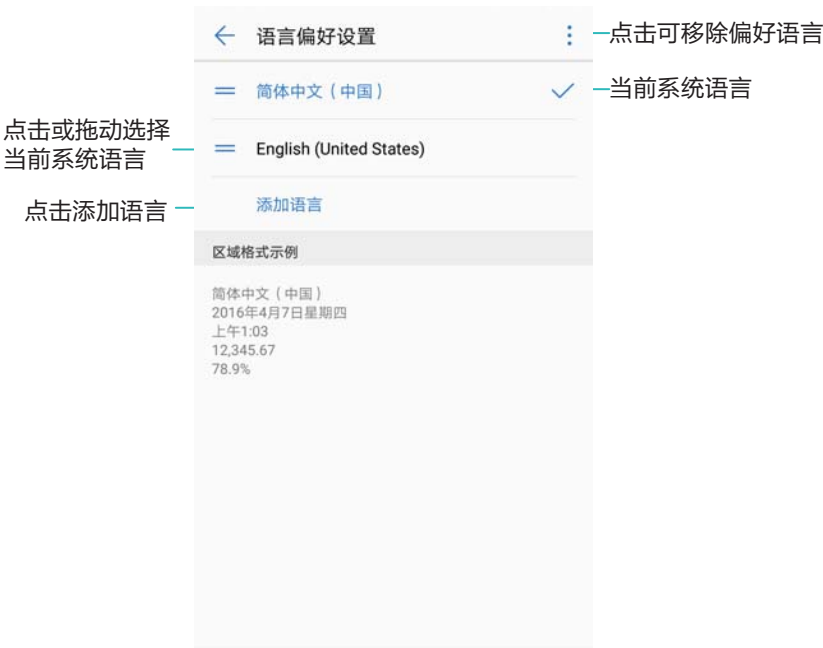 语言偏好设置
点击可移除偏好语言
简体中文（中国）
当前系统语言
点击或拖动选择
当前系统语言
English (United States)
点击添加语言
添加语言
区域格式示例
简体中文（中国）
2016年4月7日星期四
上午1:03
12,345.67
78.9%